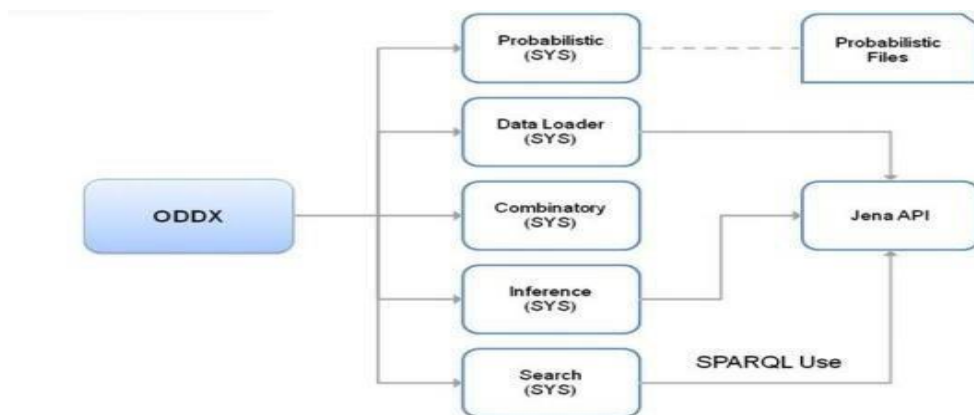 Probabilistic
(SYS)
Probabilistic
Files
Data Loader
(SYS)
ODDX
Combinatory
(SYS)
Jena API
Inference
(SYS)
SPARQL Use
Search
(SYS)